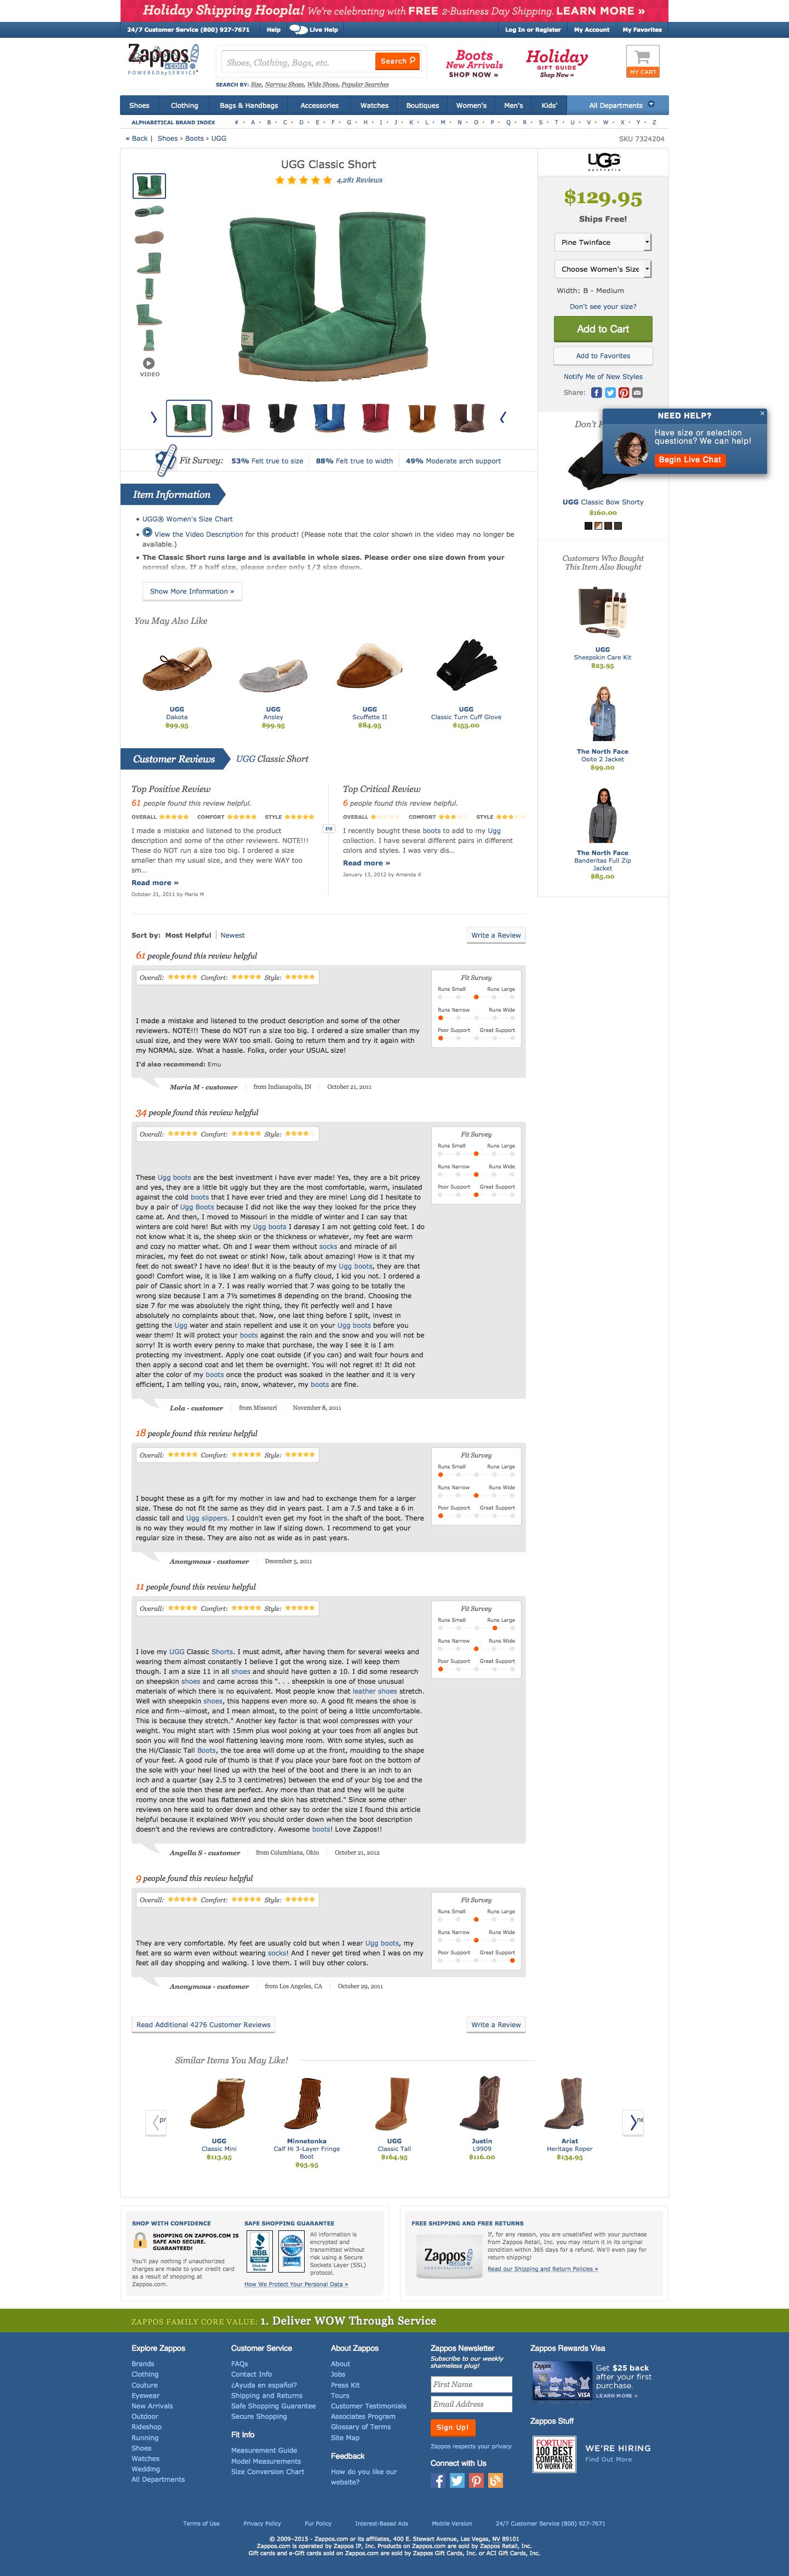 Holiday Shipping Hoopla! We're celebrating with FREE 2-Business Day Shipping. LEARN MORE »
24/7 Customer Service (800) 927-7671 Help Live Help Log In or Register My Account My Favorites
Zappos.com
POWERED by SERVICE
Shoes, Clothing, Bags, etc. Search
SEARCH BY: Size, Narrow Shoes, Wide Shoes, Popular Searches
Boots New Arrivals SHOP NOW »
Holiday GIFT GUIDE Shop Now »
MY CART
Shoes Clothing Bags & Handbags Accessories Watches Boutiques Women's Men's Kids' All Departments
ALPHABETICAL BRAND INDEX # • A • B • C • D • E • F • G • H • I • J • K • L • M • N • O • P • Q • R • S • T • U • V • W • X • Y • Z
« Back | Shoes › Boots › UGG SKU 7324204
UGG Classic Short
4,281 Reviews
VIDEO
UGG australia
$129.95
Ships Free!
Pine Twinface
Choose Women's Size
Width: B - Medium
Don't see your size?
Add to Cart
Add to Favorites
Notify Me of New Styles
Share:
NEED HELP?
Have size or selection
questions? We can help!
Begin Live Chat
Fit Survey: 53% Felt true to size 88% Felt true to width 49% Moderate arch support
Don't F
UGG Classic Bow Shorty
$160.00
Item Information
• UGG® Women's Size Chart
• View the Video Description for this product! (Please note that the color shown in the video may no longer be
available.)
• The Classic Short runs large and is available in whole sizes. Please order one size down from your
normal size. If a half size, please order only 1/2 size down.
Show More Information »
Customers Who Bought
This Item Also Bought
UGG
Sheepskin Care Kit
$23.95
The North Face
Osito 2 Jacket
$99.00
The North Face
Banderitas Full Zip
Jacket
$85.00
You May Also Like
UGG
Dakota
$99.95
UGG
Ansley
$99.95
UGG
Scuffette II
$84.95
UGG
Classic Turn Cuff Glove
$155.00
Customer Reviews UGG Classic Short
Top Positive Review
61 people found this review helpful.
OVERALL COMFORT STYLE
I made a mistake and listened to the product
description and some of the other reviewers. NOTE!!!
These do NOT run a size too big. I ordered a size
smaller than my usual size, and they were WAY too
sm...
Read more »
October 21, 2011 by Maria M
vs
Top Critical Review
6 people found this review helpful.
OVERALL COMFORT STYLE
I recently bought these boots to add to my Ugg
collection. I have several different pairs in different
colors and styles. I was very dis...
Read more »
January 13, 2012 by Amanda K
Sort by: Most Helpful | Newest Write a Review
61 people found this review helpful
Overall: Comfort: Style:
Fit Survey
Runs Small Runs Large
Runs Narrow Runs Wide
Poor Support Great Support
I made a mistake and listened to the product description and some of the other
reviewers. NOTE!!! These do NOT run a size too big. I ordered a size smaller than my
usual size, and they were WAY too small. Going to return them and try it again with
my NORMAL size. What a hassle. Folks, order your USUAL size!
I'd also recommend: Emu
Maria M - customer from Indianapolis, IN October 21, 2011
34 people found this review helpful
Overall: Comfort: Style:
Fit Survey
Runs Small Runs Large
Runs Narrow Runs Wide
Poor Support Great Support
These Ugg boots are the best investment i have ever made! Yes, they are a bit pricey
and yes, they are a little bit uggly but they are the most comfortable, warm, insulated
against the cold boots that I have ever tried and they are mine! Long did I hesitate to
buy a pair of Ugg Boots because I did not like the way they looked for the price they
came at. And then, I moved to Missouri in the middle of winter and I can say that
winters are cold here! But with my Ugg boots I daresay I am not getting cold feet. I do
not know what it is, the sheep skin or the thickness or whatever, my feet are warm
and cozy no matter what. Oh and I wear them without socks and miracle of all
miracles, my feet do not sweat or stink! Now, talk about amazing! How is it that my
feet do not sweat? I have no idea! But it is the beauty of my Ugg boots, they are that
good! Comfort wise, it is like I am walking on a fluffy cloud, I kid you not. I ordered a
pair of Classic Short in a 7. I was really worried that 7 was going to be totally the
wrong size because I am a 7½ sometimes 8 depending on the brand. Choosing the
size 7 for me was absolutely the right thing, they fit perfectly well and I have
absolutely no complaints about that. Now, one last thing before I split, invest in
getting the Ugg water and stain repellent and use it on your Ugg boots before you
wear them! It will protect your boots against the rain and the snow and you will not be
sorry! It is worth every penny to make that purchase, the way I see it is I am
protecting my investment. Apply one coat outside (if you can) and wait four hours and
then apply a second coat and let them be overnight. You will not regret it! It did not
alter the color of my boots once the product was soaked in the leather and it is very
efficient, I am telling you, rain, snow, whatever, my boots are fine.
Lola - customer from Missouri November 8, 2011
18 people found this review helpful
Overall: Comfort: Style:
Fit Survey
Runs Small Runs Large
Runs Narrow Runs Wide
Poor Support Great Support
I bought these as a gift for my mother in law and had to exchange them for a larger
size. These do not fit the same as they did in years past. I am a 7.5 and take a 6 in
classic tall and Ugg slippers. I couldn't even get my foot in the shaft of the boot. There
is no way they would fit my mother in law if sizing down. I recommend to get your
regular size in these. They are also not as wide as in past years.
Anonymous - customer December 5, 2011
11 people found this review helpful
Overall: Comfort: Style:
Fit Survey
Runs Small Runs Large
Runs Narrow Runs Wide
Poor Support Great Support
I love my UGG Classic Shorts. I must admit, after having them for several weeks and
wearing them almost constantly I believe I got the wrong size. I will keep them
though. I am a size 11 in all shoes and should have gotten a 10. I did some research
on sheepskin shoes and came across this ". . . sheepskin is one of those unusual
materials of which there is no equivalent. Most people know that leather shoes stretch.
Well with sheepskin shoes, this happens even more so. A good fit means the shoe is
nice and firm--almost, and I mean almost, to the point of being a little uncomfortable.
This is because they stretch." Another key factor is that wool compresses with your
weight. You might start with 15mm plus wool poking at your toes from all angles but
soon you will find the wool flattening leaving more room. With some styles, such as
the Hi/Classic Tall Boots, the toe area will dome up at the front, moulding to the shape
of your feet. A good rule of thumb is that if you place your bare foot on the bottom of
the sole with your heel lined up with the heel of the boot and there is an inch to an
inch and a quarter (say 2.5 to 3 centimetres) between the end of your big toe and the
end of the sole then these are perfect. Any more than that and they will be quite
roomy once the wool has flattened and the skin has stretched." Since some other
reviews on here said to order down and other say to order the size I found this article
helpful because it explained WHY you should order down when the boot description
doesn't and the reviews are contradictory. Awesome boots! Love Zappos!!
Angella S - customer from Columbiana, Ohio October 21, 2012
9 people found this review helpful
Overall: Comfort: Style:
Fit Survey
Runs Small Runs Large
Runs Narrow Runs Wide
Poor Support Great Support
They are very comfortable. My feet are usually cold but when I wear Ugg boots, my
feet are so warm even without wearing socks! And I never get tired when I was on my
feet all day shopping and walking. I love them. I will buy other colors.
Anonymous - customer from Los Angeles, CA October 29, 2011
Read Additional 4276 Customer Reviews Write a Review
Similar Items You May Like!
pr
UGG
Classic Mini
$113.95
Minnetonka
Calf Hi 3-Layer Fringe
Boot
$93.95
UGG
Classic Tall
$164.95
Justin
L9909
$116.00
Ariat
Heritage Roper
$134.95
ne
SHOP WITH CONFIDENCE
SHOPPING ON ZAPPOS.COM IS
SAFE AND SECURE.
GUARANTEED!
You'll pay nothing if unauthorized
charges are made to your credit card
as a result of shopping at
Zappos.com.
SAFE SHOPPING GUARANTEE
BBB
All information is
encrypted and
transmitted without
risk using a Secure
Sockets Layer (SSL)
protocol.
How We Protect Your Personal Data »
FREE SHIPPING AND FREE RETURNS
Zappos.com
If, for any reason, you are unsatisfied with your purchase
from Zappos Retail, Inc. you may return it in its original
condition within 365 days for a refund. We'll even pay for
return shipping!
Read our Shipping and Return Policies »
ZAPPOS FAMILY CORE VALUE: 1. Deliver WOW Through Service
Explore Zappos
Brands
Clothing
Couture
Eyewear
New Arrivals
Outdoor
Rideshop
Running
Shoes
Watches
Wedding
All Departments
Customer Service
FAQs
Contact Info
¿Ayuda en español?
Shipping and Returns
Safe Shopping Guarantee
Secure Shopping
Fit Info
Measurement Guide
Model Measurements
Size Conversion Chart
About Zappos
About
Jobs
Press Kit
Tours
Customer Testimonials
Associates Program
Glossary of Terms
Site Map
Feedback
How do you like our
website?
Zappos Newsletter
Subscribe to our weekly
shameless plug!
First Name
Email Address
Sign Up!
Zappos respects your privacy
Connect with Us
Zappos Rewards Visa
Zappos
VISA
Get $25 back
after your first
purchase.
LEARN MORE »
Zappos Stuff
FORTUNE
100 BEST
COMPANIES
TO WORK FOR
WE'RE HIRING
Find Out More
Terms of Use Privacy Policy Fur Policy Interest-Based Ads Mobile Version 24/7 Customer Service (800) 927-7671
© 2009–2015 - Zappos.com or its affiliates, 400 E. Stewart Avenue, Las Vegas, NV 89101
Zappos.com is operated by Zappos IP, Inc. Products on Zappos.com are sold by Zappos Retail, Inc.
Gift cards and e-Gift cards sold on Zappos.com are sold by Zappos Gift Cards, Inc. or ACI Gift Cards, Inc.